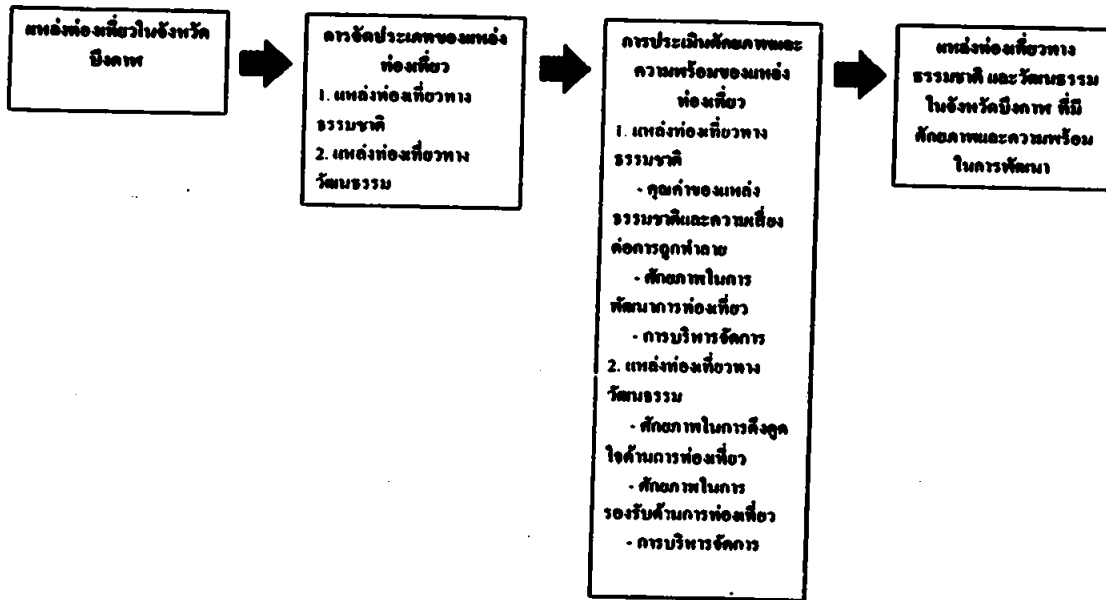 แหล่งท่องเที่ยวในจังหวัด
บึงกาฬ
การจัดประเภทของแหล่ง
ท่องเที่ยว
1. แหล่งท่องเที่ยวทาง
ธรรมชาติ
2. แหล่งท่องเที่ยวทาง
วัฒนธรรม
การประเมินศักยภาพและ
ความพร้อมของแหล่ง
ท่องเที่ยว
1. แหล่งท่องเที่ยวทาง
ธรรมชาติ
- คุณค่าของแหล่ง
ธรรมชาติและความเสี่ยง
ต่อการถูกทำลาย
- ศักยภาพในการ
พัฒนาการท่องเที่ยว
- การบริหารจัดการ
2. แหล่งท่องเที่ยวทาง
วัฒนธรรม
- ศักยภาพในการดึงดูด
ใจด้านการท่องเที่ยว
- ศักยภาพในการ
รองรับด้านการท่องเที่ยว
- การบริหารจัดการ
แหล่งท่องเที่ยวทาง
ธรรมชาติ และวัฒนธรรม
ในจังหวัดบึงกาฬ ที่มี
ศักยภาพและความพร้อม
ในการพัฒนา